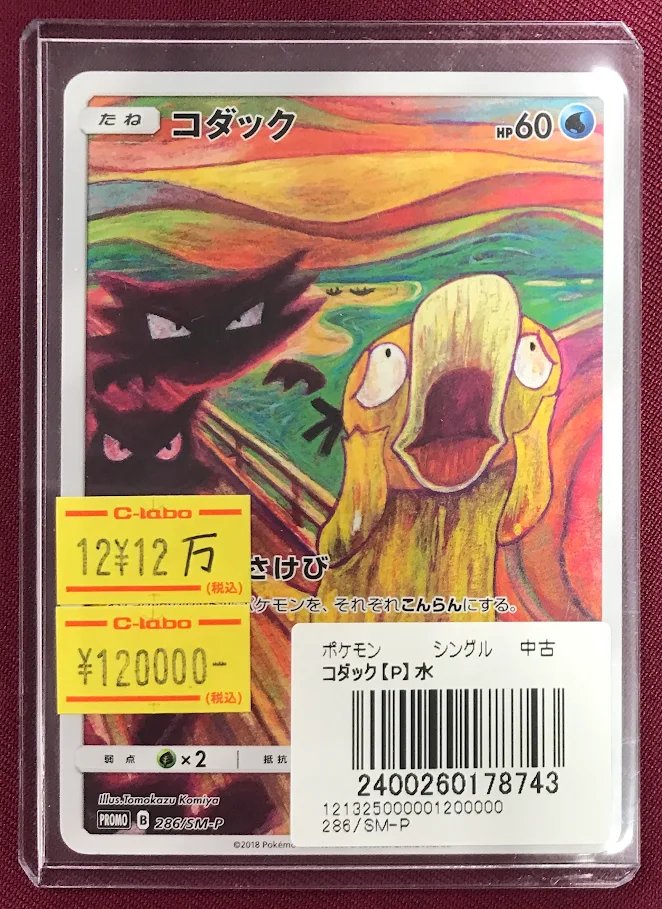 たね コダック HP60
C-labo
12¥12万
(税込)
さけび
ポケモンを、それぞれこんらんにする。
C-labo
¥120000-
(税込)
ポケモン シングル 中古
コダック【P】水
2400260178743
121325000001200000
286/SM-P
弱点 ×2 抵抗
Illus.Tomokazu Komiya
PROMO B 286/SM-P
©2018 Pokém